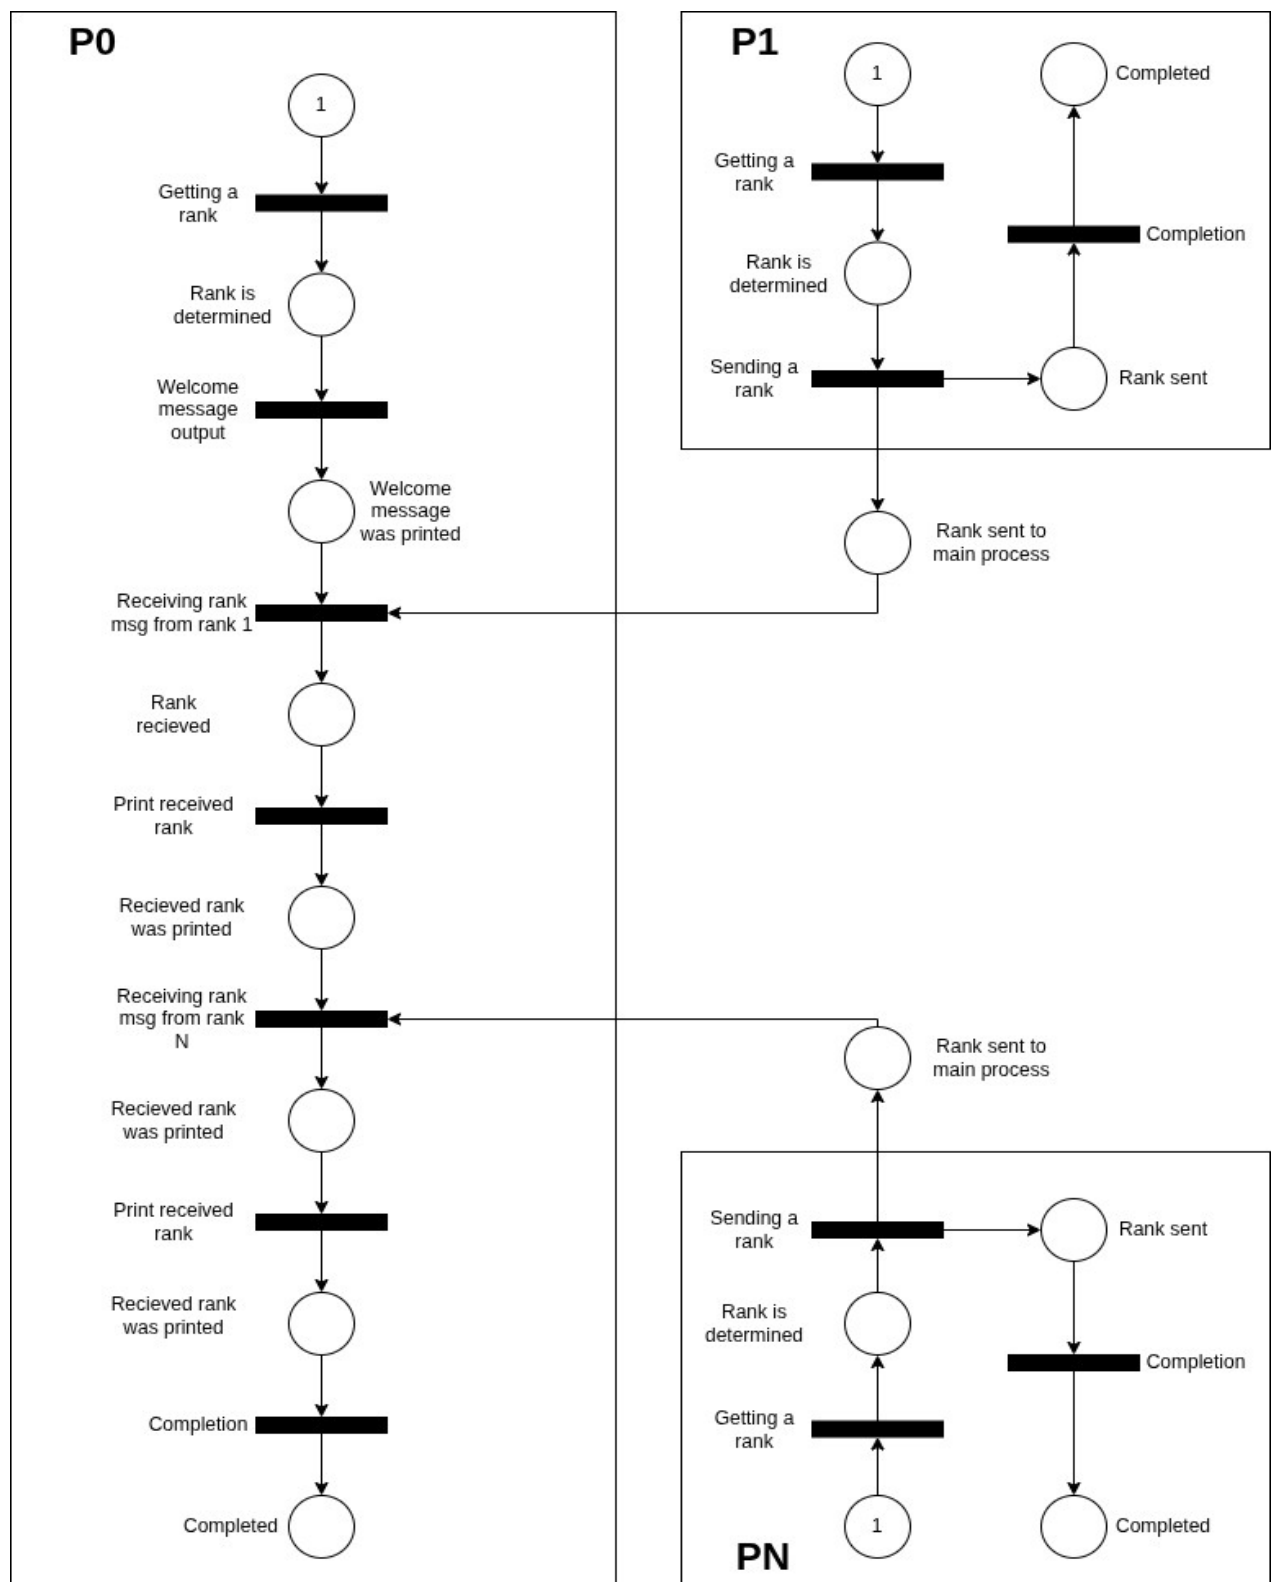 P0
1
Getting a
rank
Rank is
determined
Welcome
message
output
Welcome
message
was printed
Receiving rank
msg from rank 1
Rank
recieved
Print received
rank
Recieved rank
was printed
Receiving rank
msg from rank
N
Recieved rank
was printed
Print received
rank
Recieved rank
was printed
Completion
Completed
P1
1
Completed
Getting a
rank
Completion
Rank is
determined
Sending a
rank
Rank sent
Rank sent to
main process
Rank sent to
main process
Sending a
rank
Rank sent
Rank is
determined
Completion
Getting a
rank
1
Completed
PN